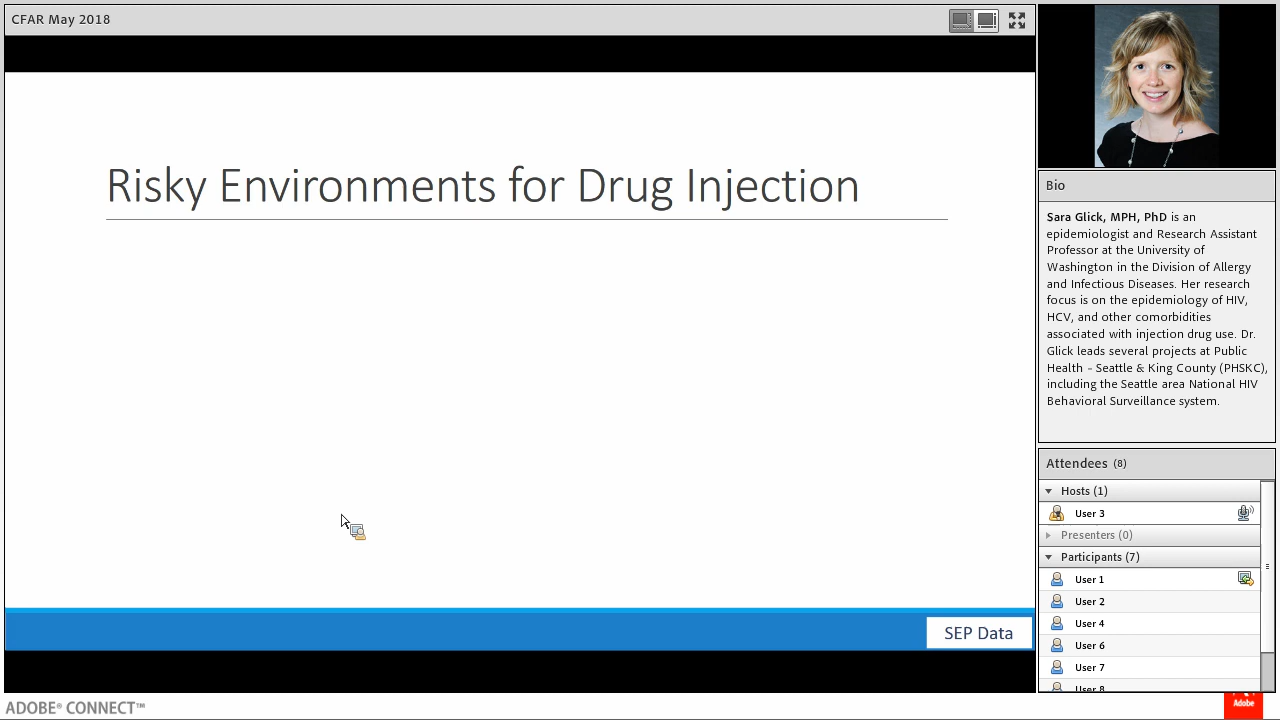 CFAR May 2018
Risky Environments for Drug Injection
SEP Data
Bio
Sara Glick, MPH, PhD is an
epidemiologist and Research Assistant
Professor at the University of
Washington in the Division of Allergy
and Infectious Diseases. Her research
focus is on the epidemiology of HIV,
HCV, and other comorbidities
associated with injection drug use. Dr.
Glick leads several projects at Public
Health - Seattle & King County (PHSKC),
including the Seattle area National HIV
Behavioral Surveillance system.
Attendees (8)
Hosts (1)
User 3
Presenters (0)
Participants (7)
User 1
User 2
User 4
User 6
User 7
User 8
ADOBE® CONNECT™
Adobe